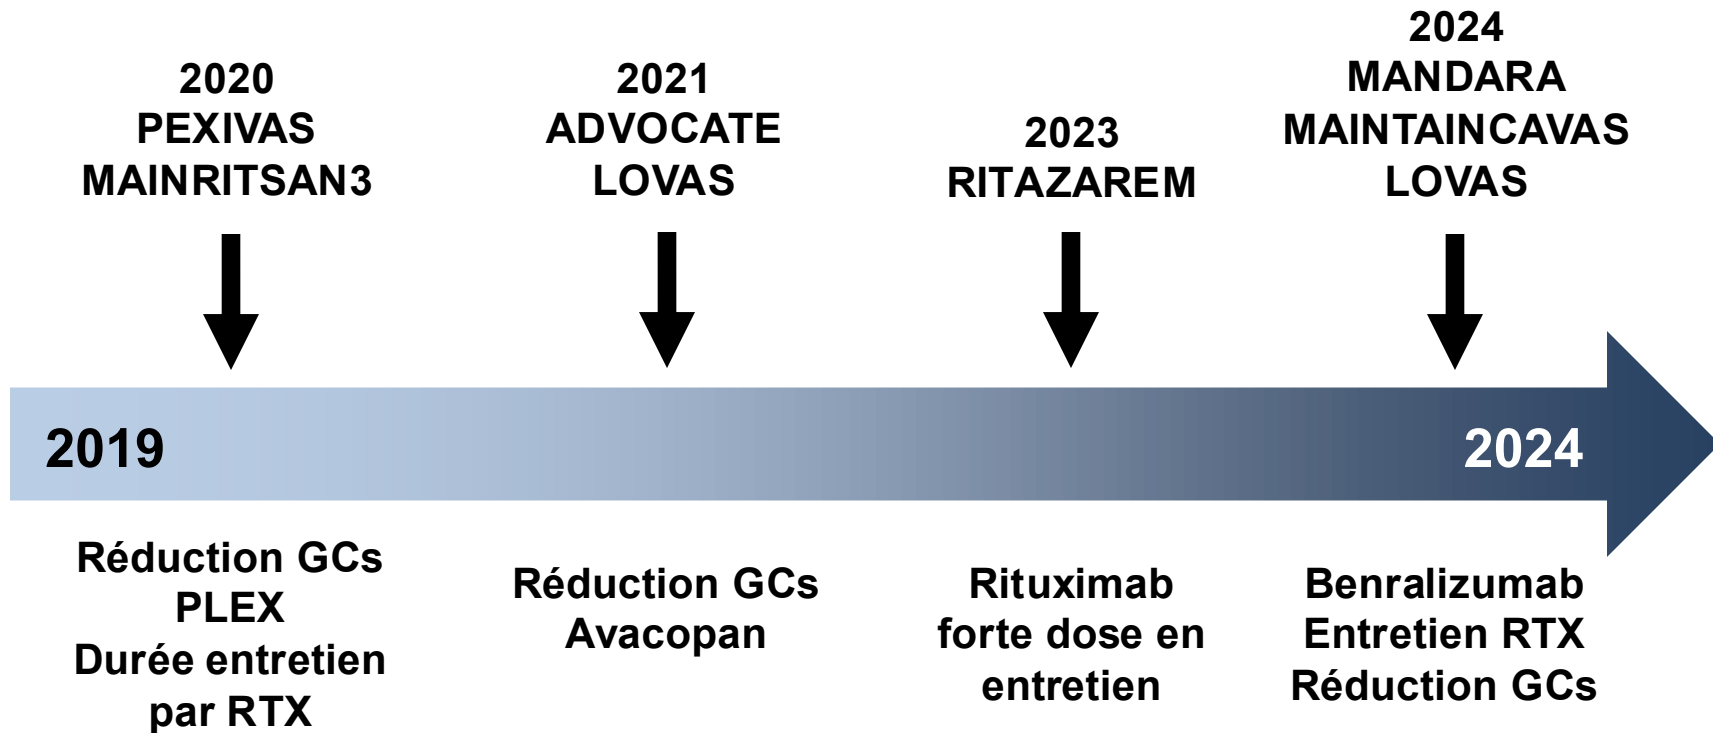 2020
PEXIVAS
MAINRITSAN3
2021
ADVOCATE
LOVAS
2023
RITAZAREM
2024
MANDARA
MAINTAINCAVAS
LOVAS
2019
2024
Réduction GCs
PLEX
Durée entretien
par RTX
Réduction GCs
Avacopan
Rituximab
forte dose en
entretien
Benralizumab
Entretien RTX
Réduction GCs